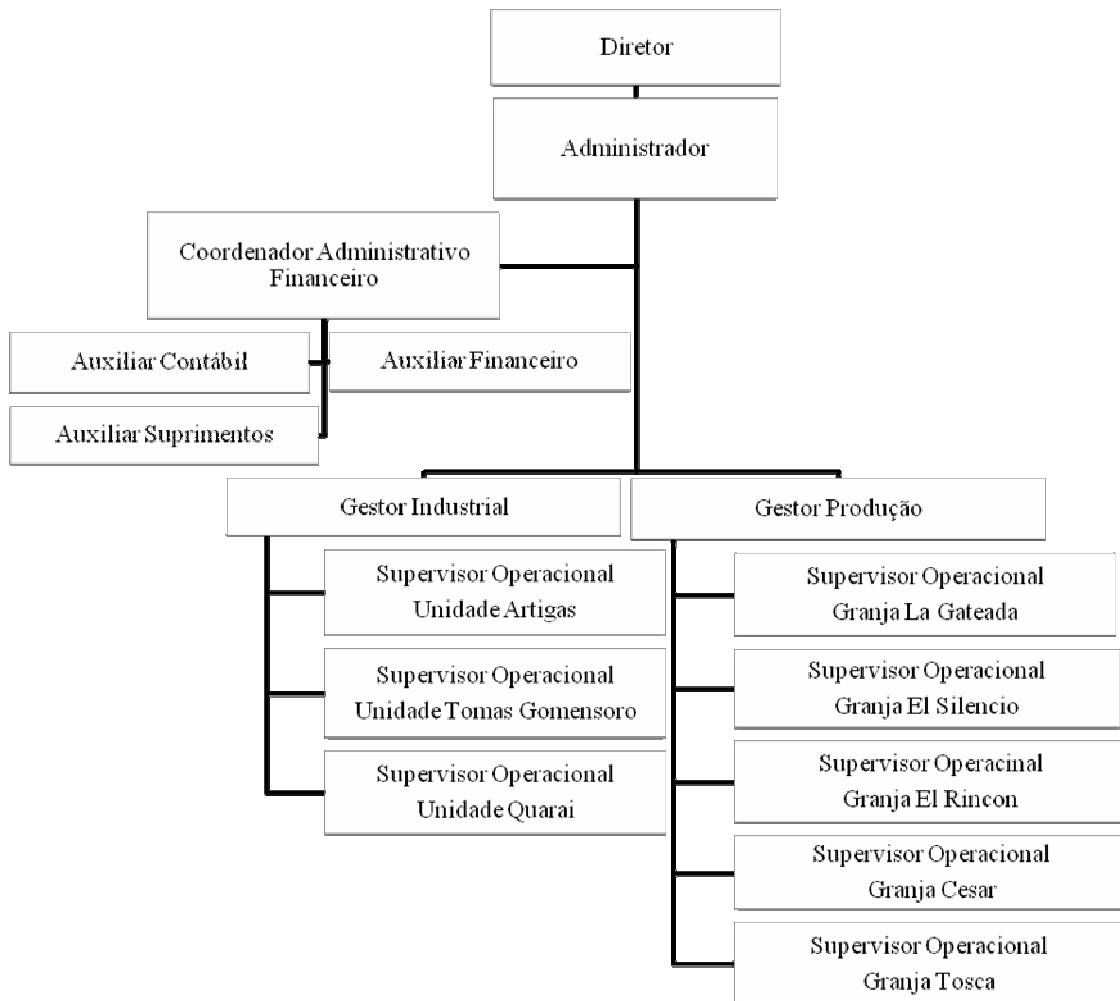 Diretor
Administrador
Coordenador Administrativo
Financeiro
Auxiliar Contábil
Auxiliar Financeiro
Auxiliar Suprimentos
Gestor Industrial
Gestor Produção
Supervisor Operacional
Unidade Artigas
Supervisor Operacional
Unidade Tomas Gomensoro
Supervisor Operacional
Unidade Quarai
Supervisor Operacional
Granja La Gateada
Supervisor Operacional
Granja El Silencio
Supervisor Operacinal
Granja El Rincon
Supervisor Operacional
Granja Cesar
Supervisor Operacional
Granja Tosca